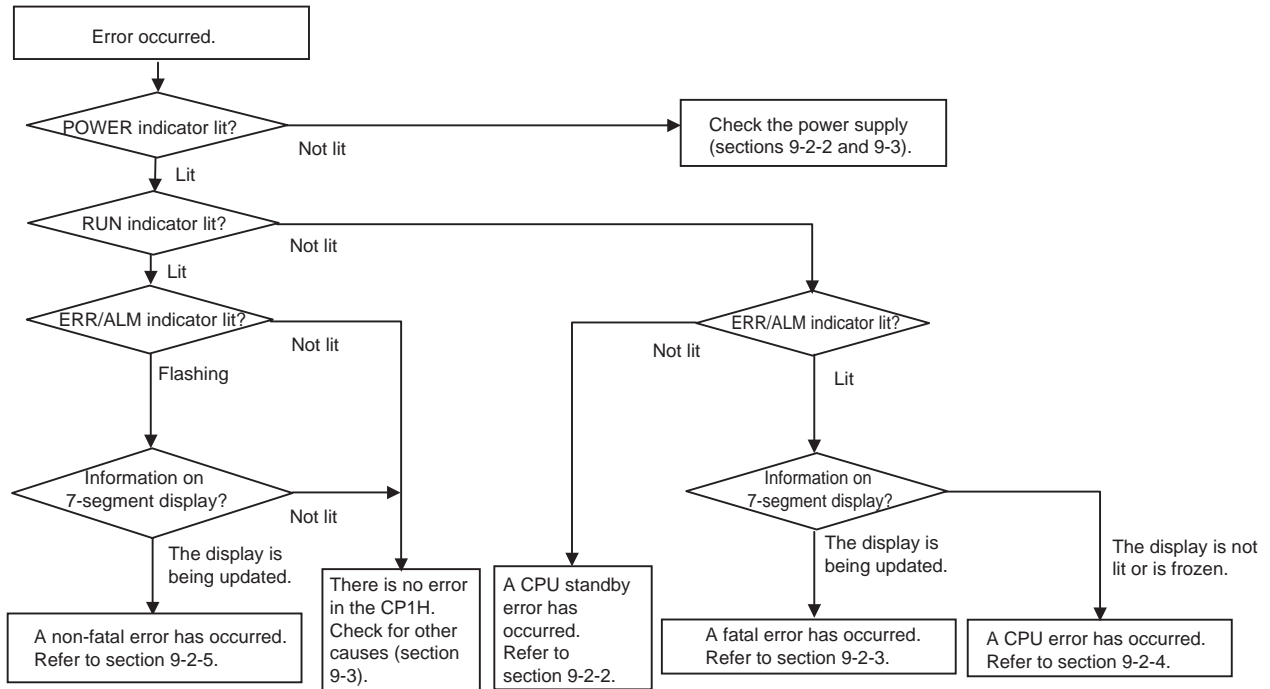 Error occurred.
POWER indicator lit?
Not lit
Check the power supply
(sections 9-2-2 and 9-3).
Lit
RUN indicator lit?
Not lit
Lit
ERR/ALM indicator lit?
Not lit
ERR/ALM indicator lit?
Not lit
Flashing
Lit
Information on
7-segment display?
Not lit
Information on
7-segment display?
The display is
being updated.
The display is
being updated.
The display is not
lit or is frozen.
A non-fatal error has occurred.
Refer to section 9-2-5.
There is no error
in the CP1H.
Check for other
causes (section
9-3).
A CPU standby
error has
occurred.
Refer to
section 9-2-2.
A fatal error has occurred.
Refer to section 9-2-3.
A CPU error has occurred.
Refer to section 9-2-4.